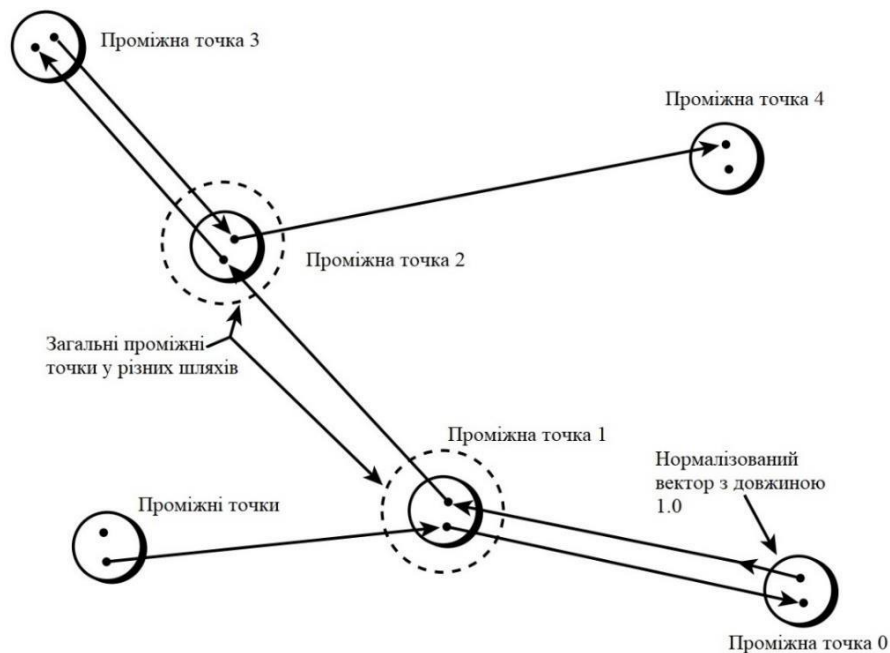 Проміжна точка 3
Проміжна точка 4
Проміжна точка 2
Загальні проміжні
точки у різних шляхів
Проміжна точка 1
Нормалізований
вектор з довжиною
1.0
Проміжні точки
Проміжна точка 0